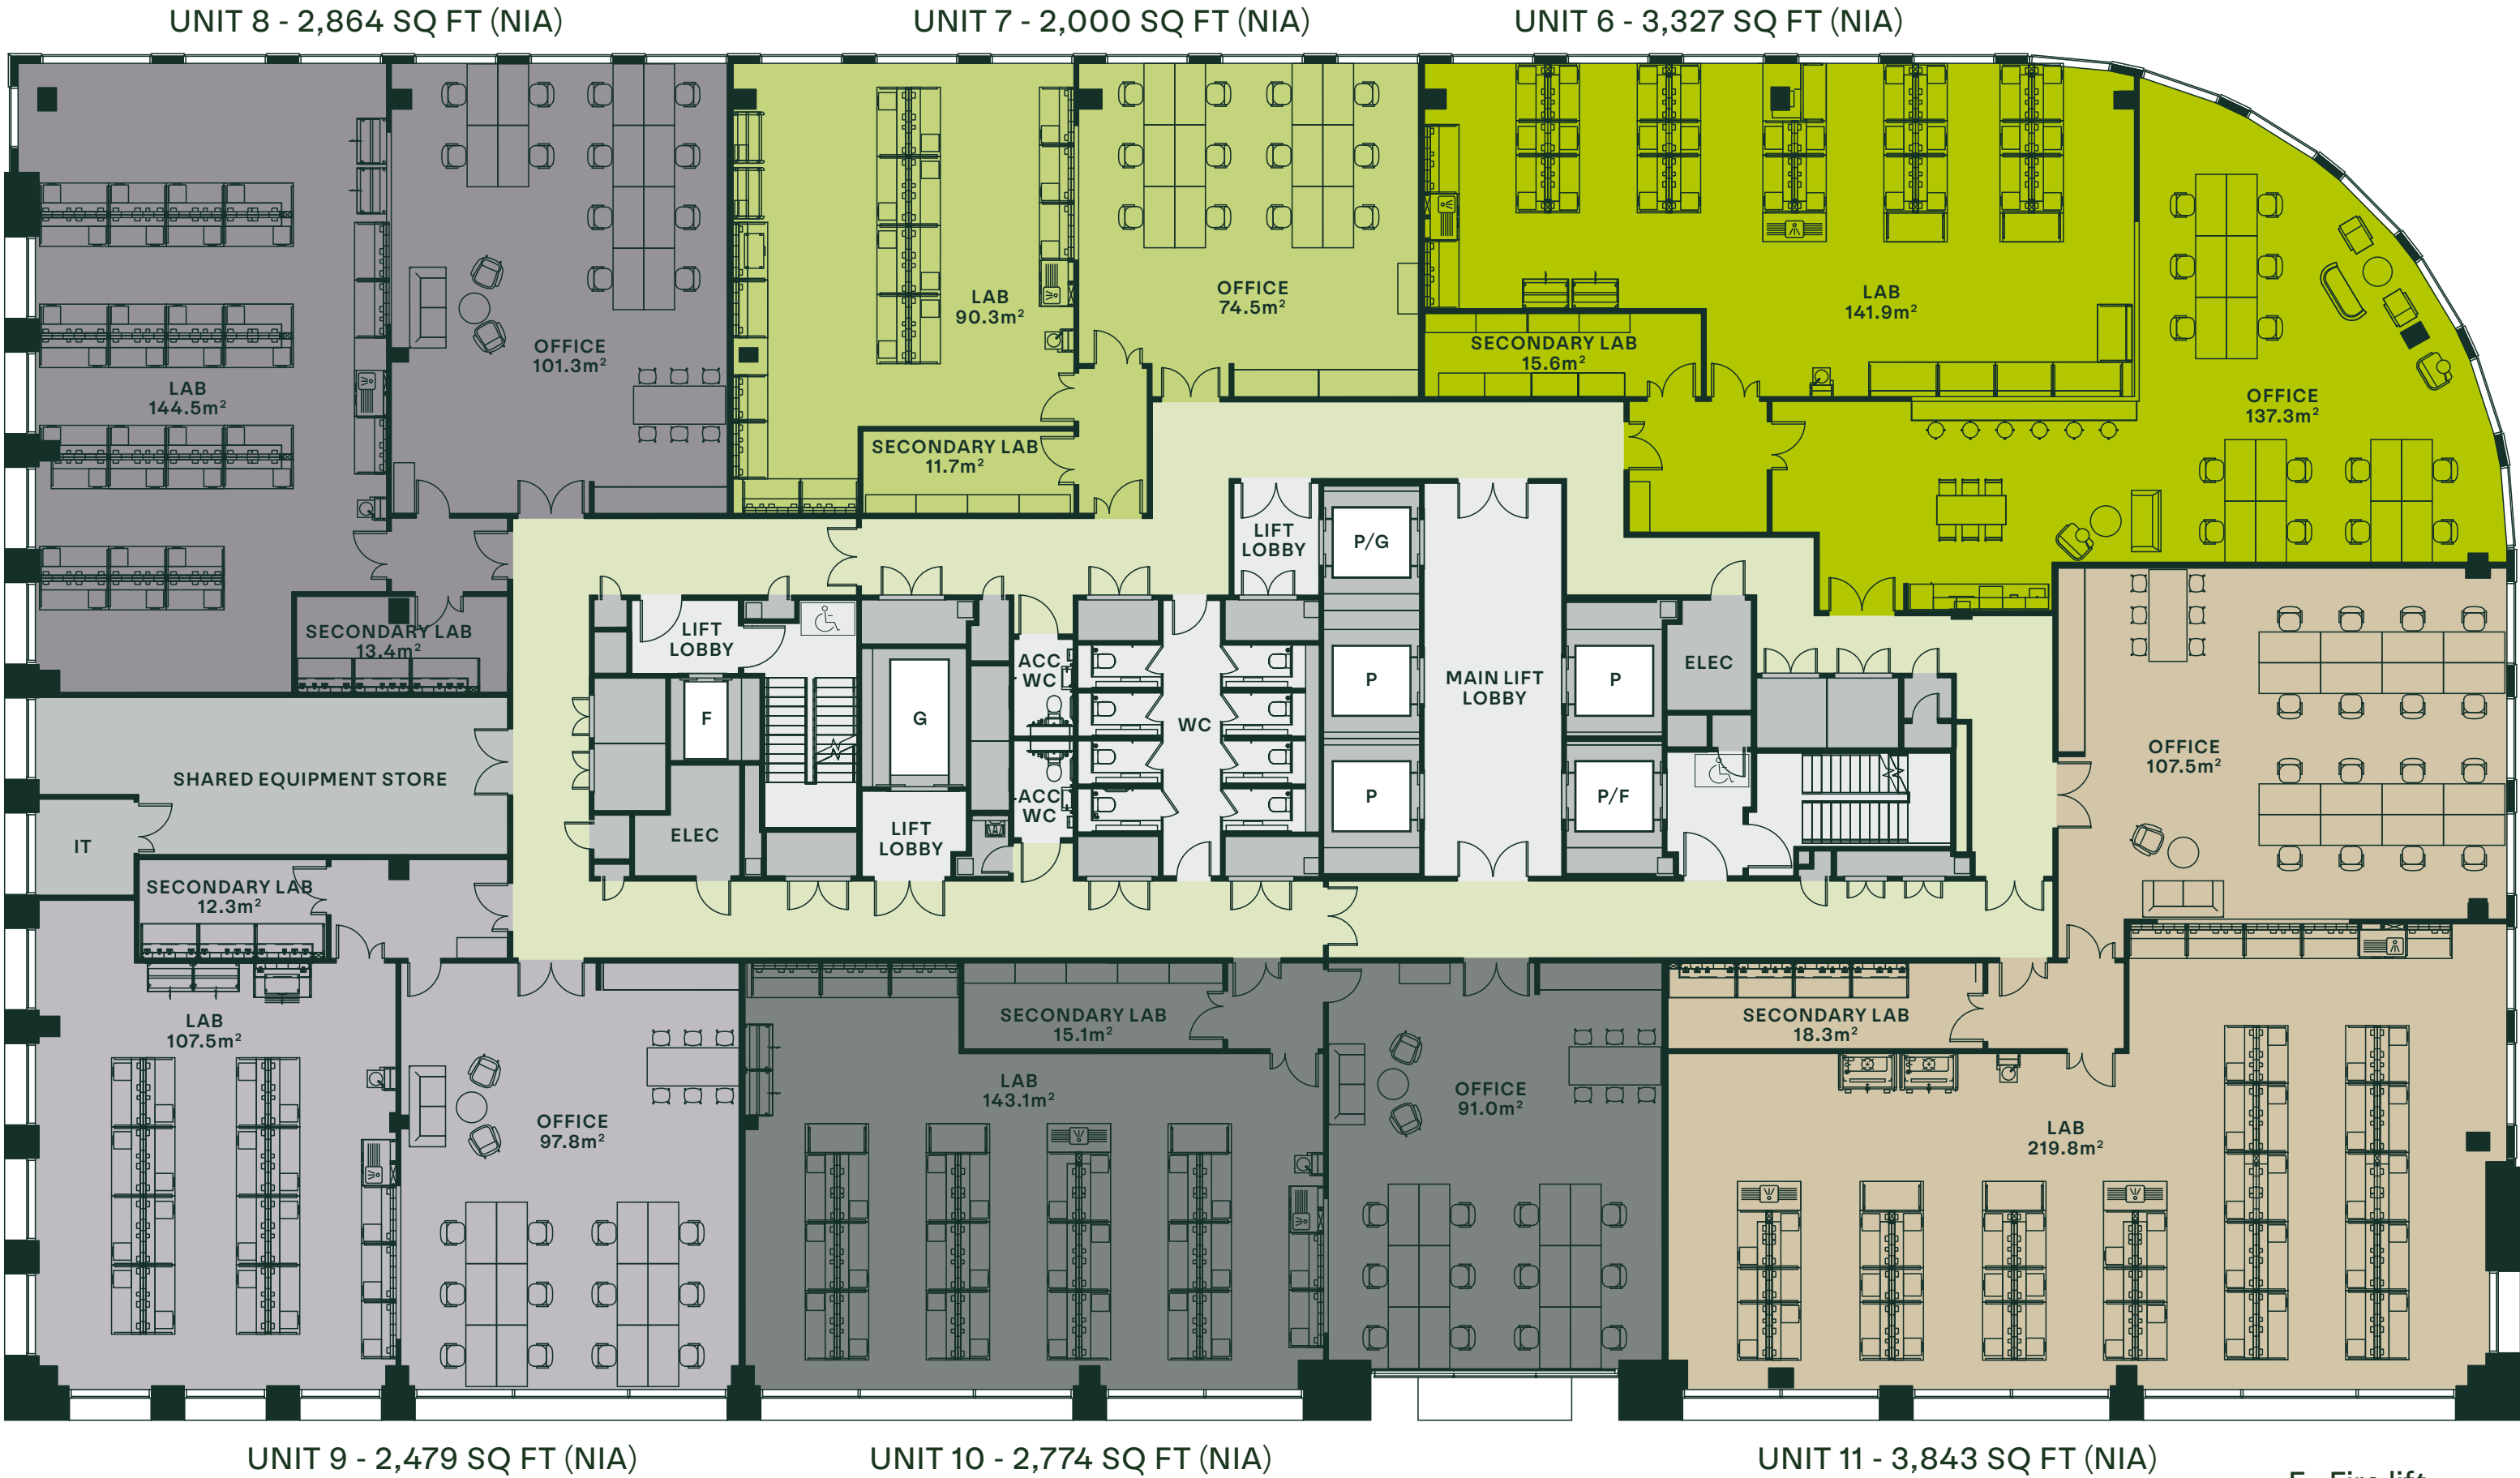 UNIT 8 - 2,864 SQ FT (NIA)
UNIT 7 - 2,000 SQ FT (NIA)
UNIT 6 - 3,327 SQ FT (NIA)
LAB
144.5m²
OFFICE
101.3m²
SECONDARY LAB
13.4m²
LAB
90.3m²
OFFICE
74.5m²
SECONDARY LAB
11.7m²
LAB
141.9m²
SECONDARY LAB
15.6m²
OFFICE
137.3m²
LIFT
LOBBY
P/G
LIFT
LOBBY
ACC
WC
F
G
WC
P
MAIN LIFT
LOBBY
P
ELEC
OFFICE
107.5m²
SHARED EQUIPMENT STORE
IT
ELEC
LIFT
LOBBY
ACC
WC
P
P/F
SECONDARY LAB
12.3m²
LAB
107.5m²
OFFICE
97.8m²
SECONDARY LAB
15.1m²
LAB
143.1m²
OFFICE
91.0m²
SECONDARY LAB
18.3m²
LAB
219.8m²
UNIT 9 - 2,479 SQ FT (NIA)
UNIT 10 - 2,774 SQ FT (NIA)
UNIT 11 - 3,843 SQ FT (NIA)
F - Fire lift